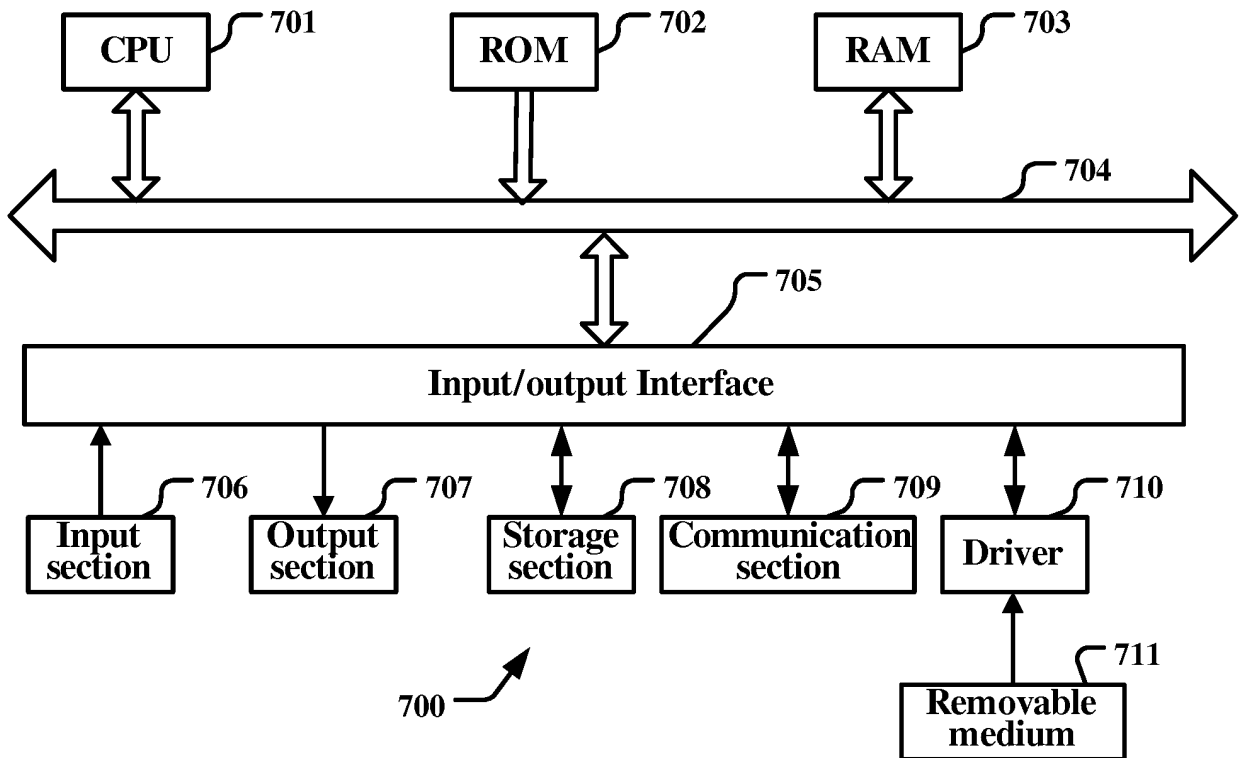 CPU
701
ROM
702
RAM
703
704
705
Input/output Interface
706
707
708
709
710
Input
section
Output
section
Storage
section
Communication
section
Driver
700
711
Removable
medium